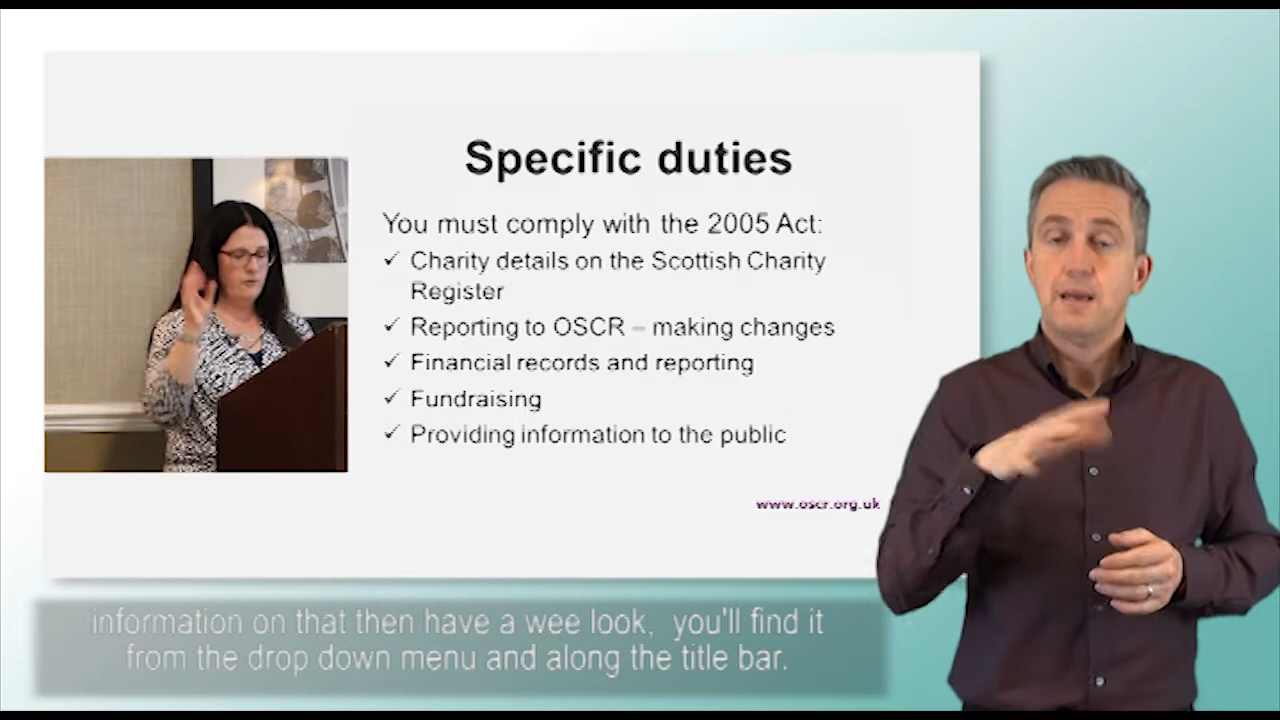 Specific duties
You must comply with the 2005 Act:
✓ Charity details on the Scottish Charity
Register
✓ Reporting to OSCR – making changes
✓ Financial records and reporting
✓ Fundraising
✓ Providing information to the public
www.oscr.org.uk
information on that then have a wee look, you'll find it
from the drop down menu and along the title bar.